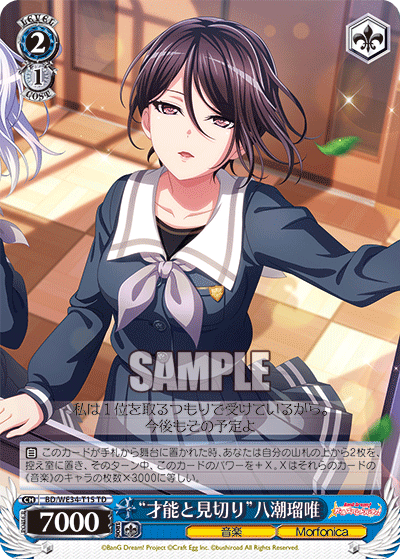 LEVEL
2
1
COST
SAMPLE
私は１位を取るつもりで受けているから。
今後もその予定よ
このカードが手札から舞台に置かれた時、あなたは自分の山札の上から2枚を、
控え室に置き、そのターン中、このカードのパワーを＋X。Xはそれらのカードの
《音楽》のキャラの枚数×3000に等しい。
CH BD/WE34-T15 TD
7000
“才能と見切り”八潮瑠唯
音楽 Morfonica
©BanG Dream! Project ©Craft Egg Inc. ©bushiroad All Rights Reserved.